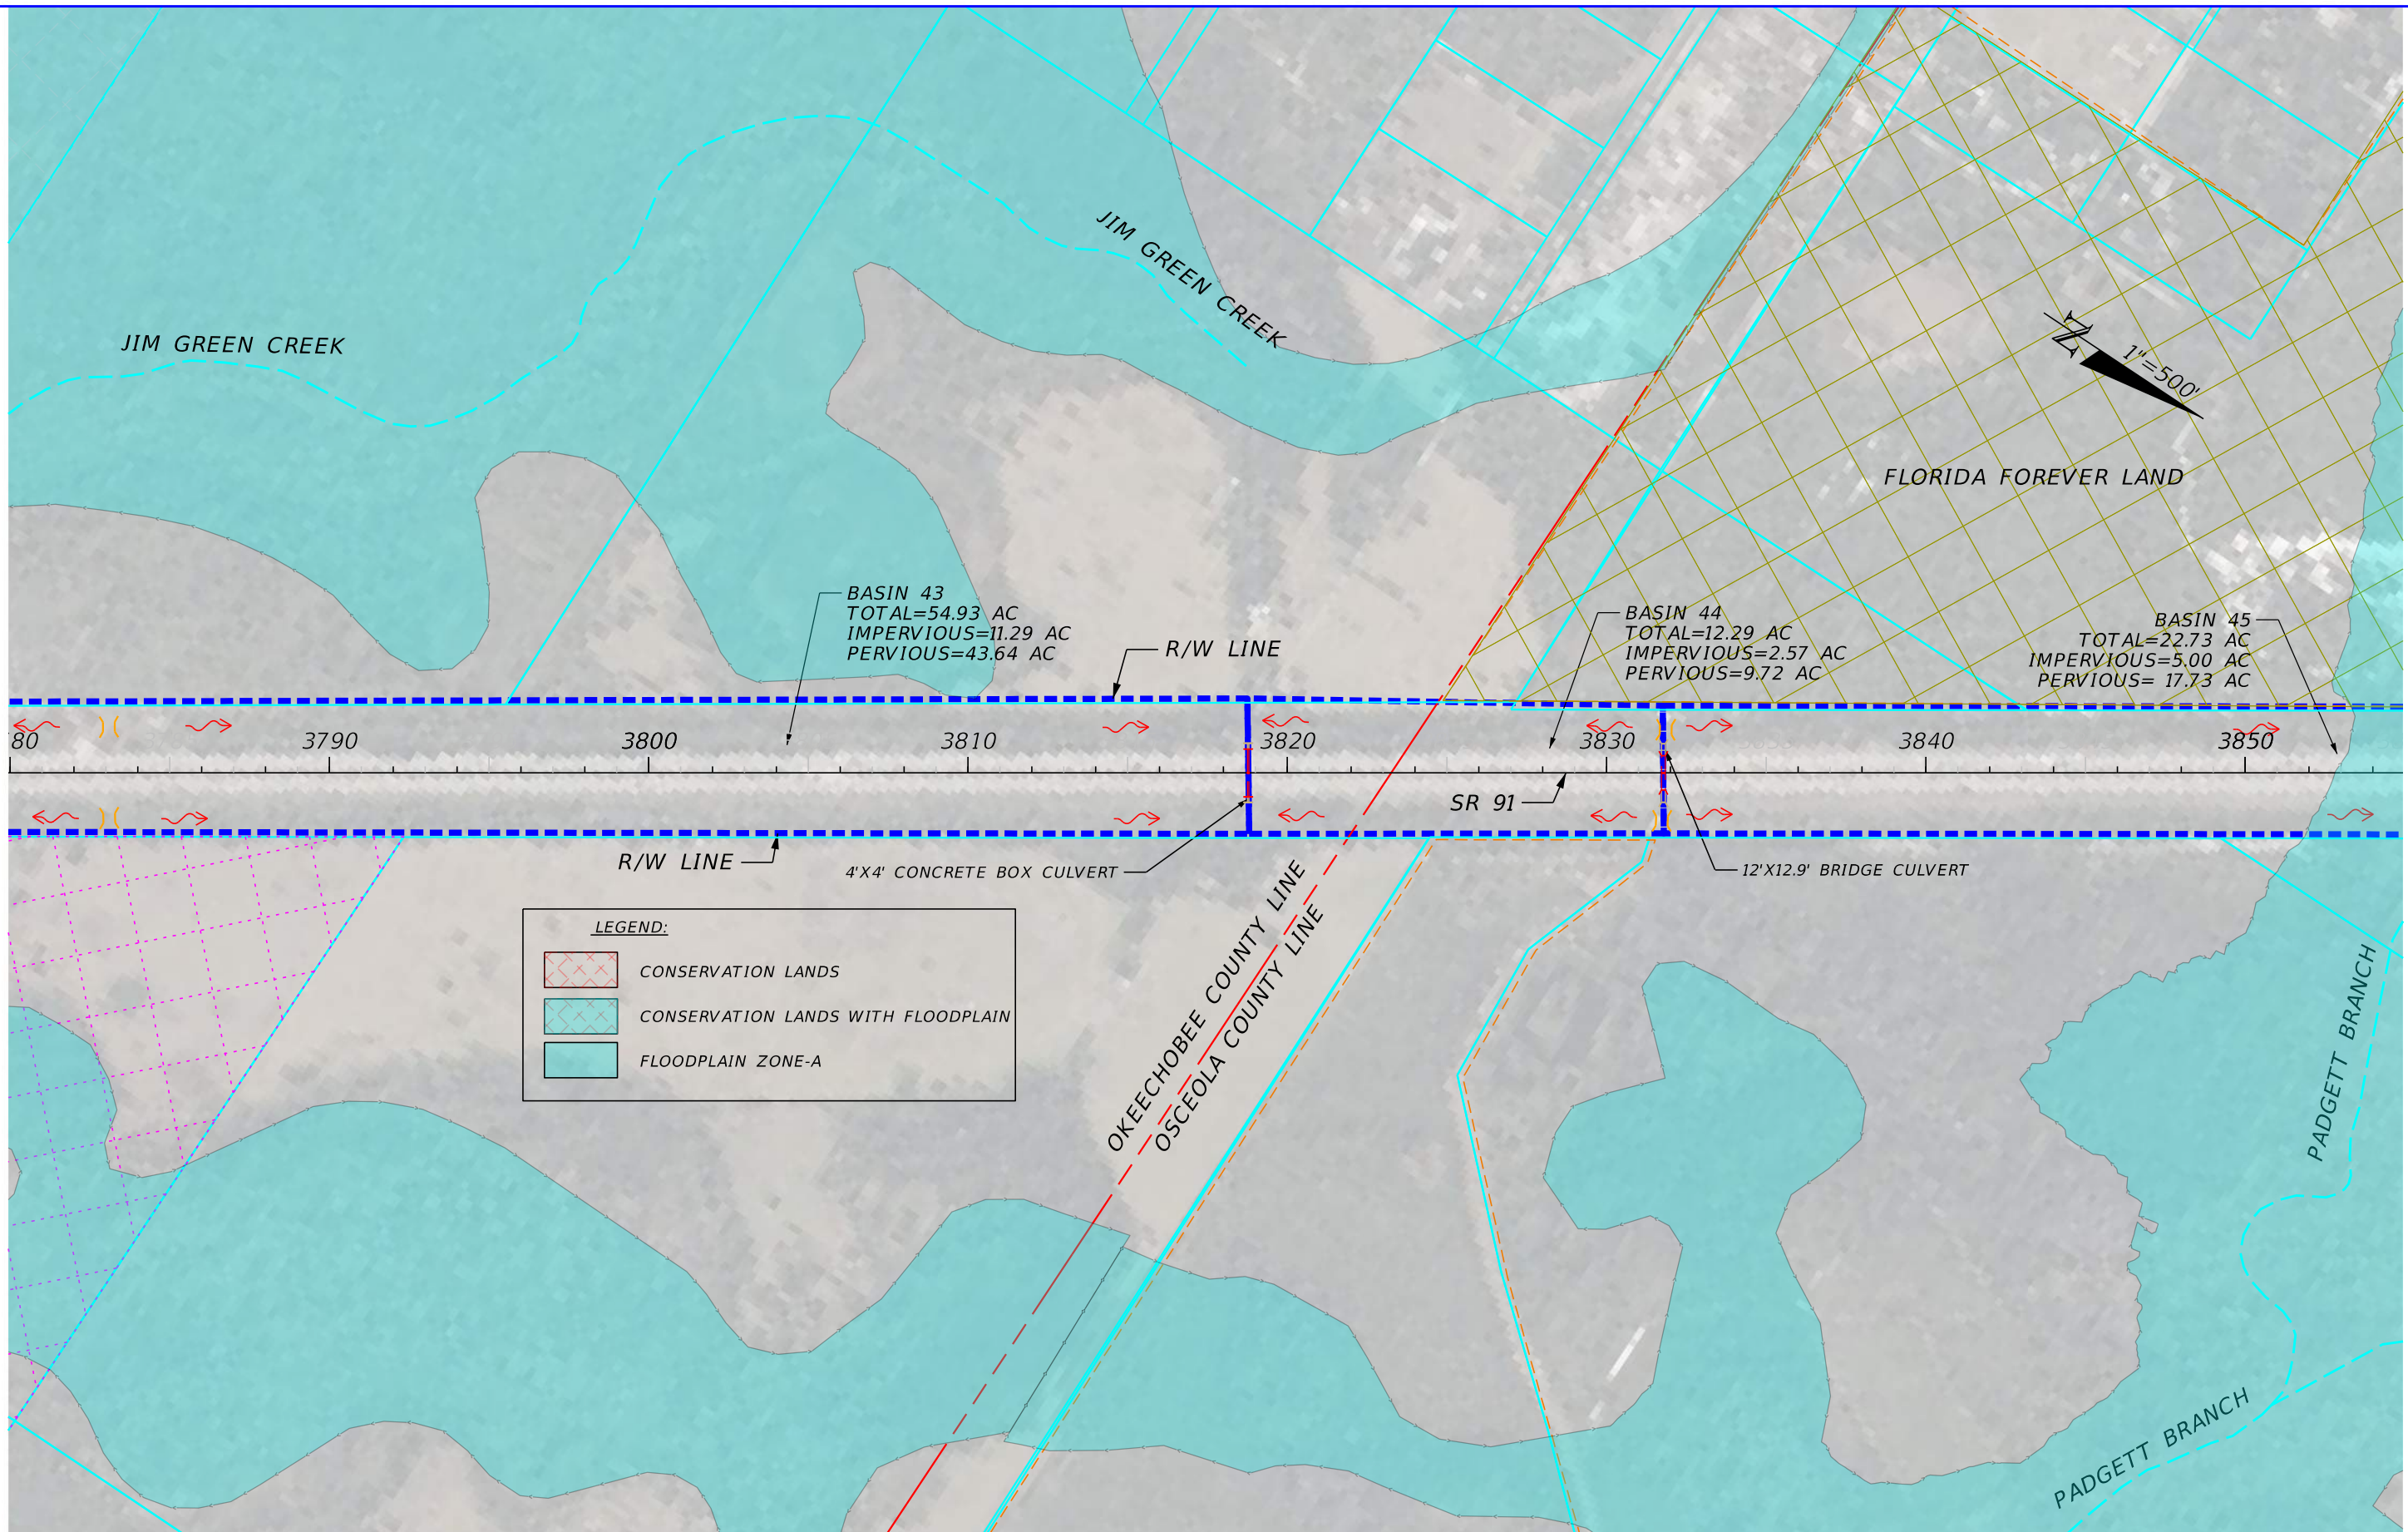 JIM GREEN CREEK
JIM GREEN CREEK
N
1"=500'
FLORIDA FOREVER LAND
BASIN 43
TOTAL=54.93 AC
IMPERVIOUS=11.29 AC
PERVIOUS=43.64 AC
R/W LINE
BASIN 44
TOTAL=12.29 AC
IMPERVIOUS=2.57 AC
PERVIOUS=9.72 AC
BASIN 45
TOTAL=22.73 AC
IMPERVIOUS=5.00 AC
PERVIOUS= 17.73 AC
80
3790
3800
3810
3820
3830
3840
3850
SR 91
R/W LINE
4'X4' CONCRETE BOX CULVERT
12'X12.9' BRIDGE CULVERT
LEGEND:
CONSERVATION LANDS
CONSERVATION LANDS WITH FLOODPLAIN
FLOODPLAIN ZONE-A
OKEECHOBEE COUNTY LINE
OSCEOLA COUNTY LINE
PADGETT BRANCH
PADGETT BRANCH